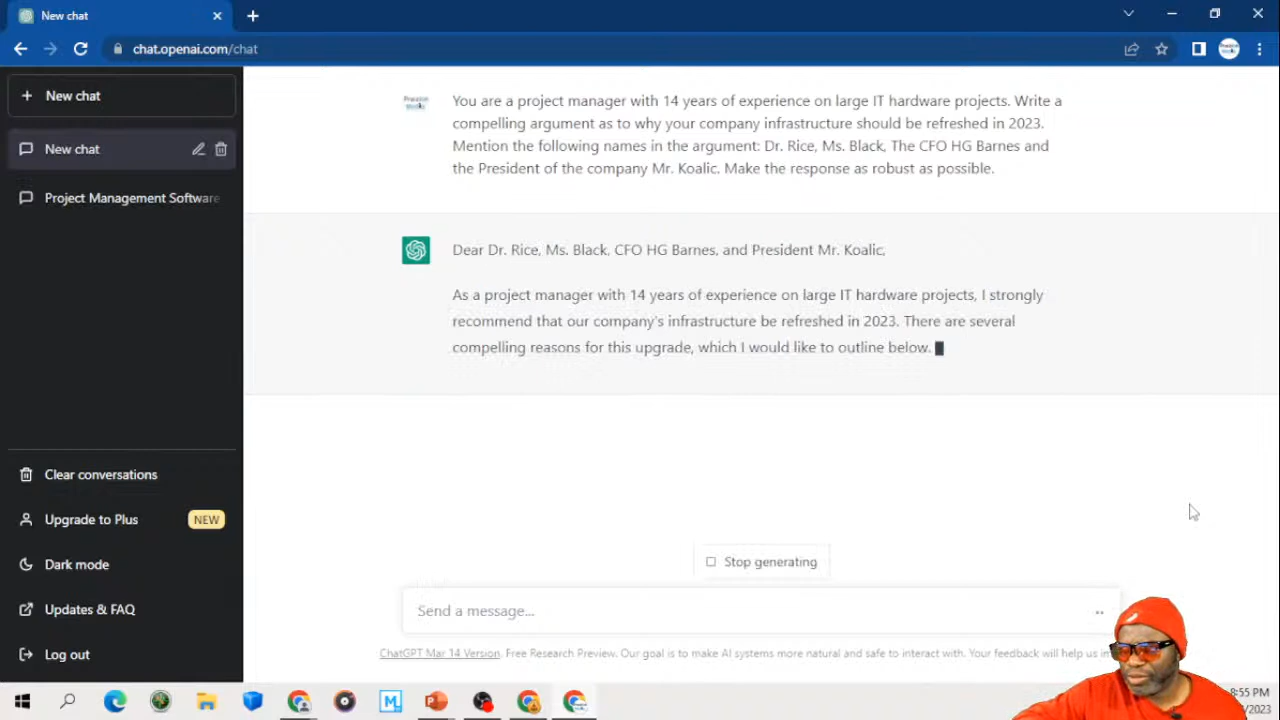 New chat
chat.openai.com/chat
New chat
New chat
Project Management Software
Clear conversations
Upgrade to Plus NEW
Dark mode
Updates & FAQ
Log out
You are a project manager with 14 years of experience on large IT hardware projects. Write a
compelling argument as to why your company infrastructure should be refreshed in 2023.
Mention the following names in the argument: Dr. Rice, Ms. Black, The CFO HG Barnes and
the President of the company Mr. Koalic. Make the response as robust as possible.
Dear Dr. Rice, Ms. Black, CFO HG Barnes, and President Mr. Koalic,
As a project manager with 14 years of experience on large IT hardware projects, I strongly
recommend that our company's infrastructure be refreshed in 2023. There are several
compelling reasons for this upgrade, which I would like to outline below.
Stop generating
Send a message...
ChatGPT Mar 14 Version. Free Research Preview. Our goal is to make AI systems more natural and safe to interact with. Your feedback will help us
8:55 PM
/2023